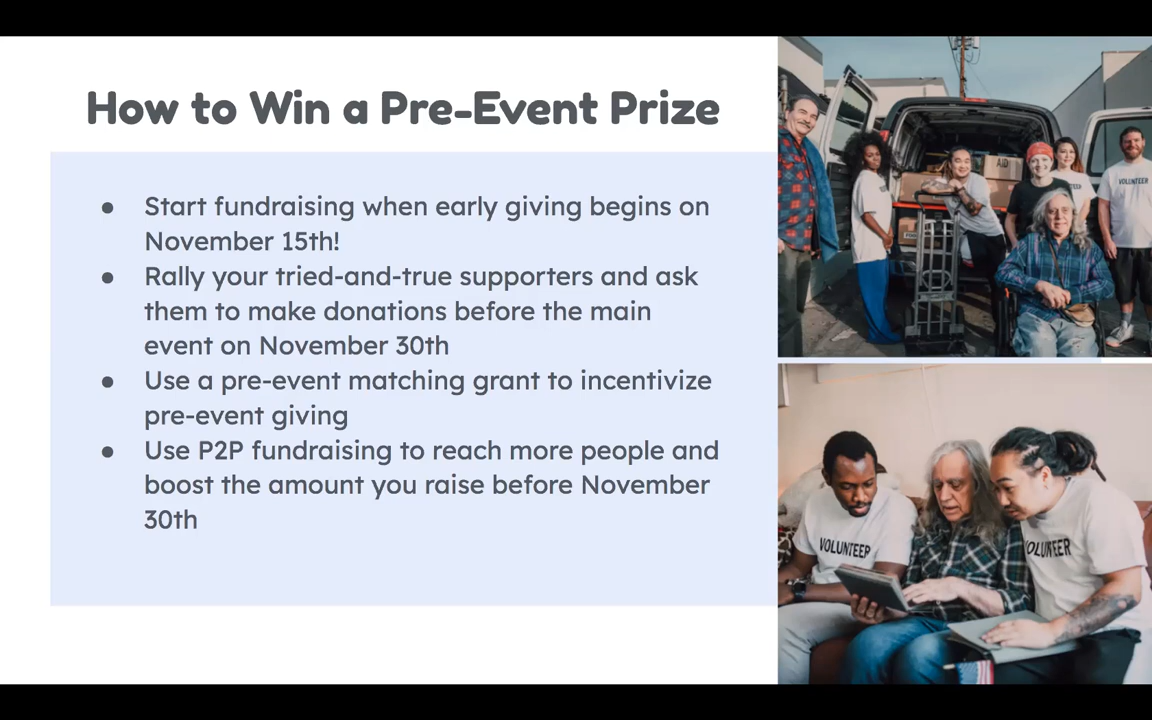 How to Win a Pre-Event Prize
● Start fundraising when early giving begins on
November 15th!
● Rally your tried-and-true supporters and ask
them to make donations before the main
event on November 30th
● Use a pre-event matching grant to incentivize
pre-event giving
● Use P2P fundraising to reach more people and
boost the amount you raise before November
30th
AID
VOLUNTEER
VOLUNTEER
VOLUNTEER